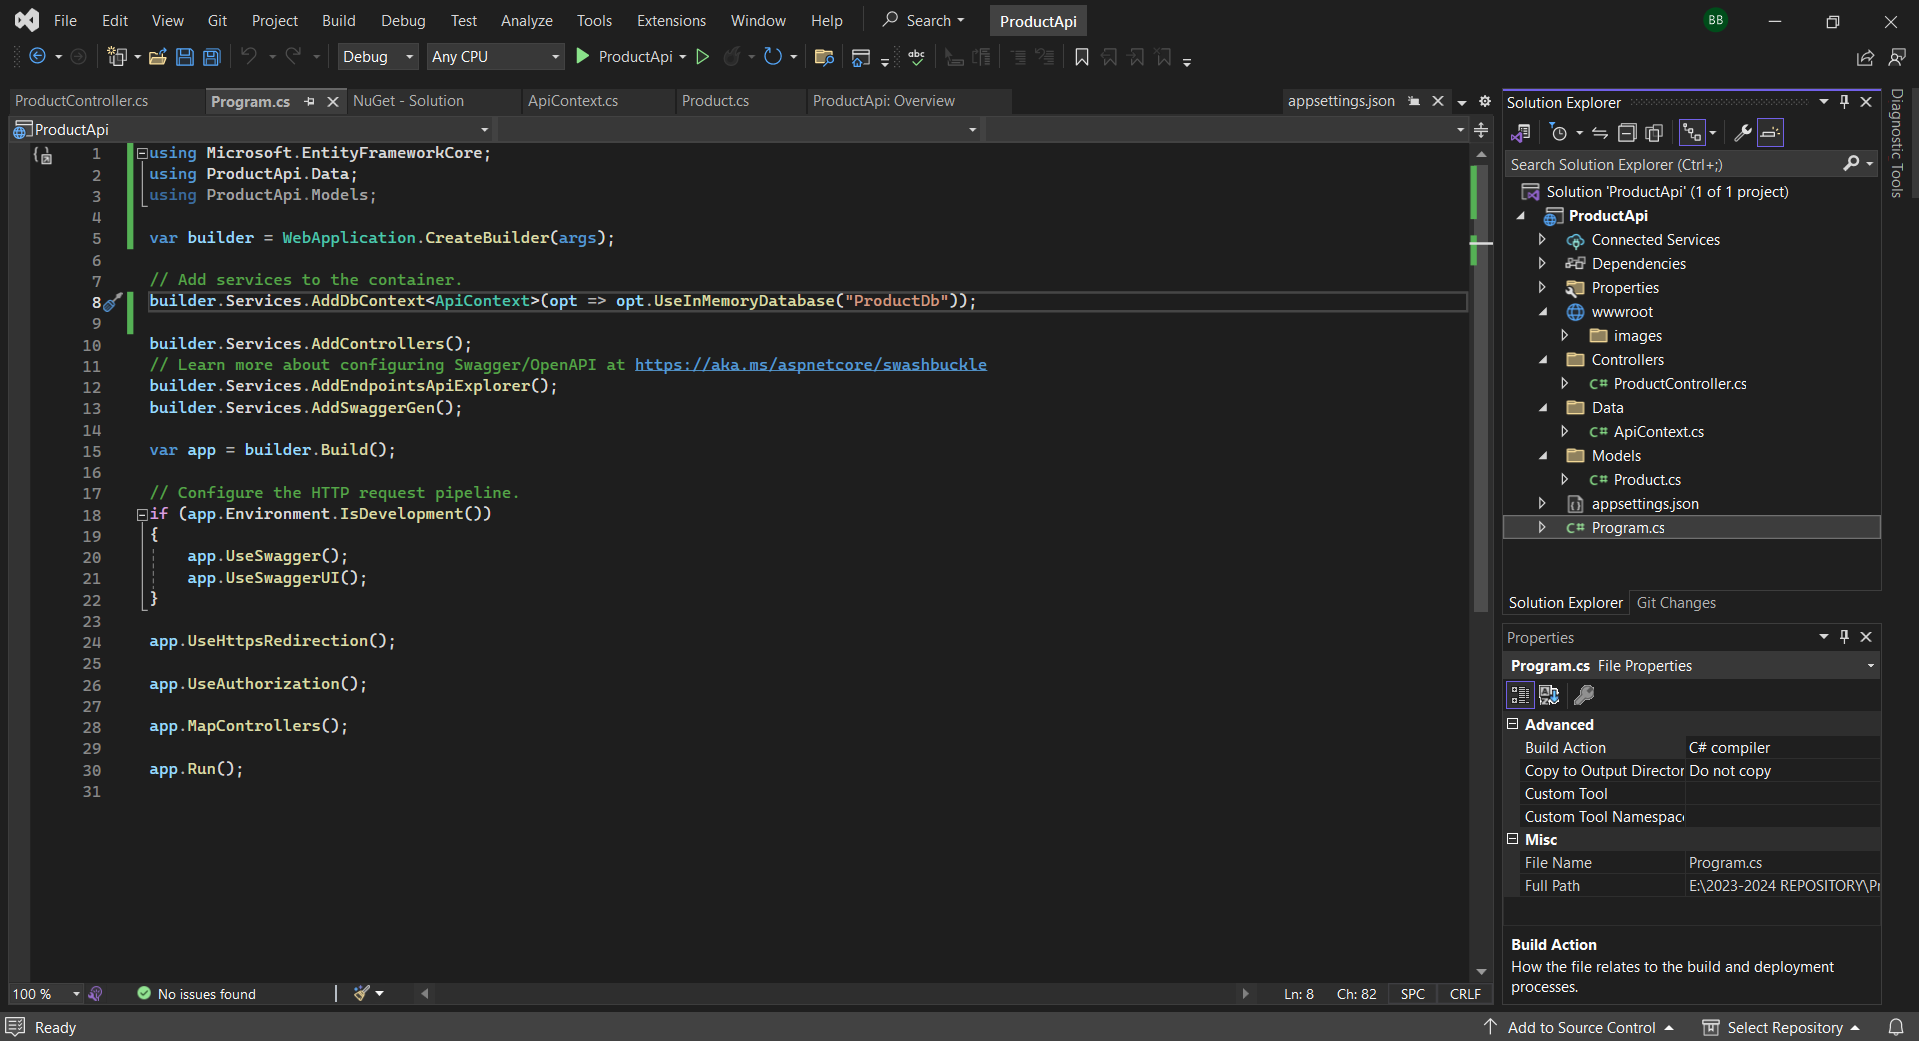 File Edit View Git Project Build Debug Test Analyze Tools Extensions Window Help Search ProductApi BB
Debug Any CPU ProductApi
ProductController.cs Program.cs NuGet - Solution ApiContext.cs Product.cs ProductApi: Overview appsettings.json
ProductApi
1 using Microsoft.EntityFrameworkCore;
2 using ProductApi.Data;
3 using ProductApi.Models;
4
5 var builder = WebApplication.CreateBuilder(args);
6
7 // Add services to the container.
8 builder.Services.AddDbContext<ApiContext>(opt => opt.UseInMemoryDatabase("ProductDb"));
9
10 builder.Services.AddControllers();
11 // Learn more about configuring Swagger/OpenAPI at https://aka.ms/aspnetcore/swashbuckle
12 builder.Services.AddEndpointsApiExplorer();
13 builder.Services.AddSwaggerGen();
14
15 var app = builder.Build();
16
17 // Configure the HTTP request pipeline.
18 if (app.Environment.IsDevelopment())
19 {
20 app.UseSwagger();
21 app.UseSwaggerUI();
22 }
23
24 app.UseHttpsRedirection();
25
26 app.UseAuthorization();
27
28 app.MapControllers();
29
30 app.Run();
31
100 % No issues found Ln: 8 Ch: 82 SPC CRLF
Solution Explorer
Search Solution Explorer (Ctrl+;)
Solution 'ProductApi' (1 of 1 project)
ProductApi
Connected Services
Dependencies
Properties
wwwroot
images
Controllers
C# ProductController.cs
Data
C# ApiContext.cs
Models
C# Product.cs
appsettings.json
C# Program.cs
Solution Explorer Git Changes
Properties
Program.cs File Properties
Advanced
Build Action C# compiler
Copy to Output Director Do not copy
Custom Tool
Custom Tool Namespac
Misc
File Name Program.cs
Full Path E:\2023-2024 REPOSITORY\Pr
Build Action
How the file relates to the build and deployment
processes.
Diagnostic Tools
Ready Add to Source Control Select Repository